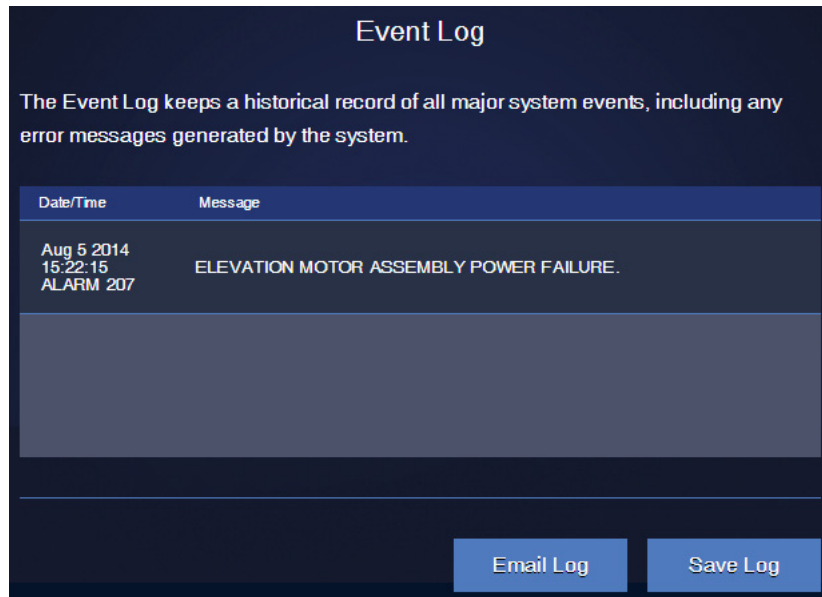 Event Log
The Event Log keeps a historical record of all major system events, including any
error messages generated by the system.
Date/Time Message
Aug 5 2014
15:22:15
ALARM 207
ELEVATION MOTOR ASSEMBLY POWER FAILURE.
Email Log Save Log